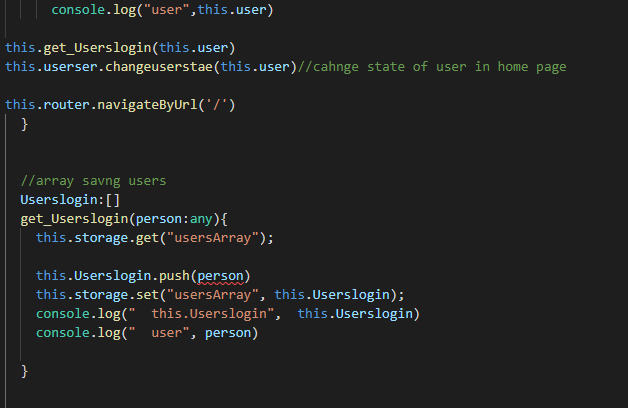 console.log("user",this.user)
this.get_Userslogin(this.user)
this.userser.changeuserstae(this.user)//cahnge state of user in home page
this.router.navigateByUrl('/')
}
//array savng users
Userslogin:[]
get_Userslogin(person:any){
this.storage.get("usersArray");
this.Userslogin.push(person)
this.storage.set("usersArray", this.Userslogin);
console.log("  this.Userslogin",  this.Userslogin)
console.log("  user", person)
}